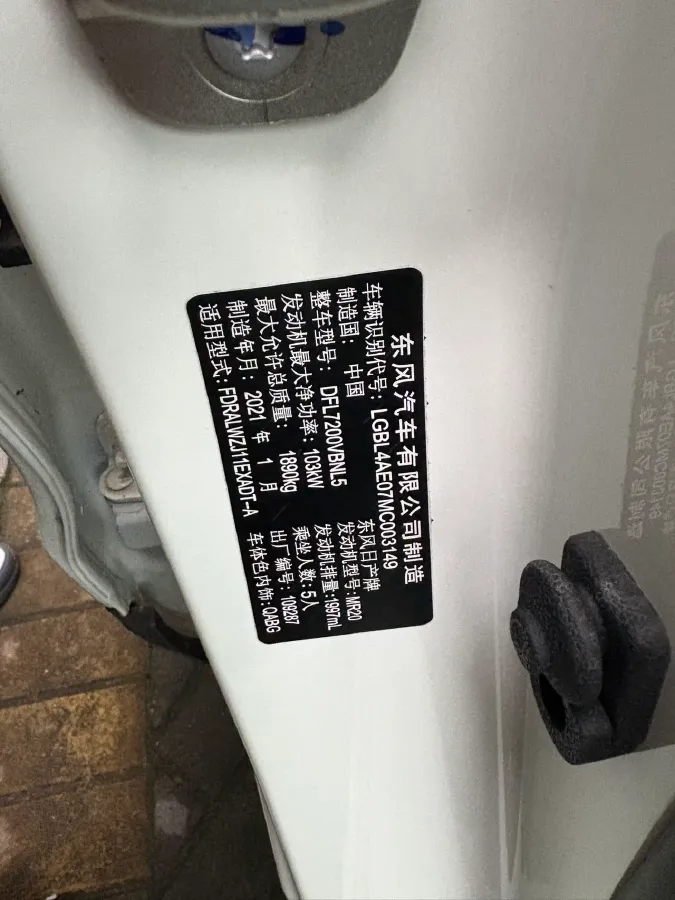 东风汽车有限公司制造
车辆识别代号: LGBL4AE07MC003149
制造国: 中国 东风日产牌
整车型号: DFL7200VBNL5 发动机型号:MR20
发动机最大净功率: 103kW 发动机排量:1997mL
最大允许总质量: 1890kg 乘坐人数:5人
制造年月: 2021 年 1 月 出厂编号: 109287
适用型式: FDRALWZJ11EXADT-A 车体色内饰:QABG